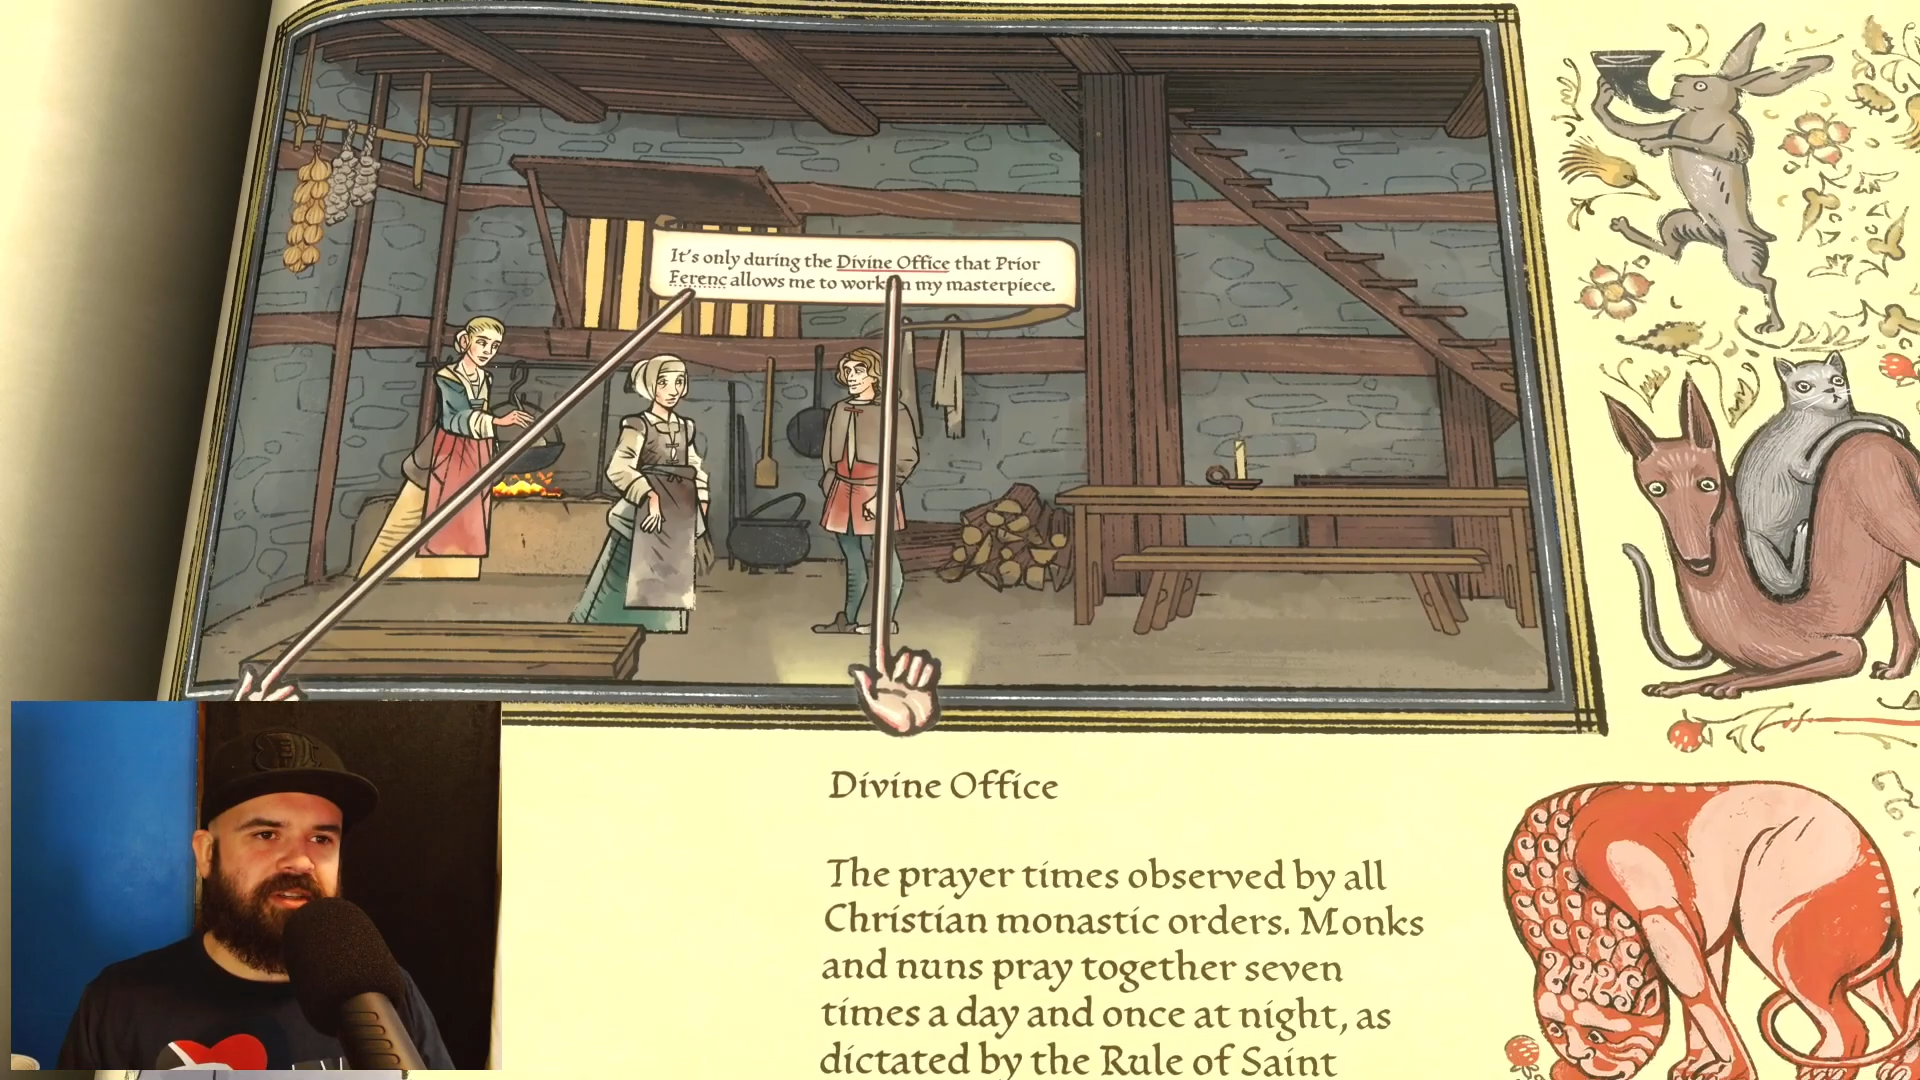 It's only during the Divine Office that Prior
Ferenc allows me to work on my masterpiece.
Divine Office
The prayer times observed by all
Christian monastic orders. Monks
and nuns pray together seven
times a day and once at night, as
dictated by the Rule of Saint